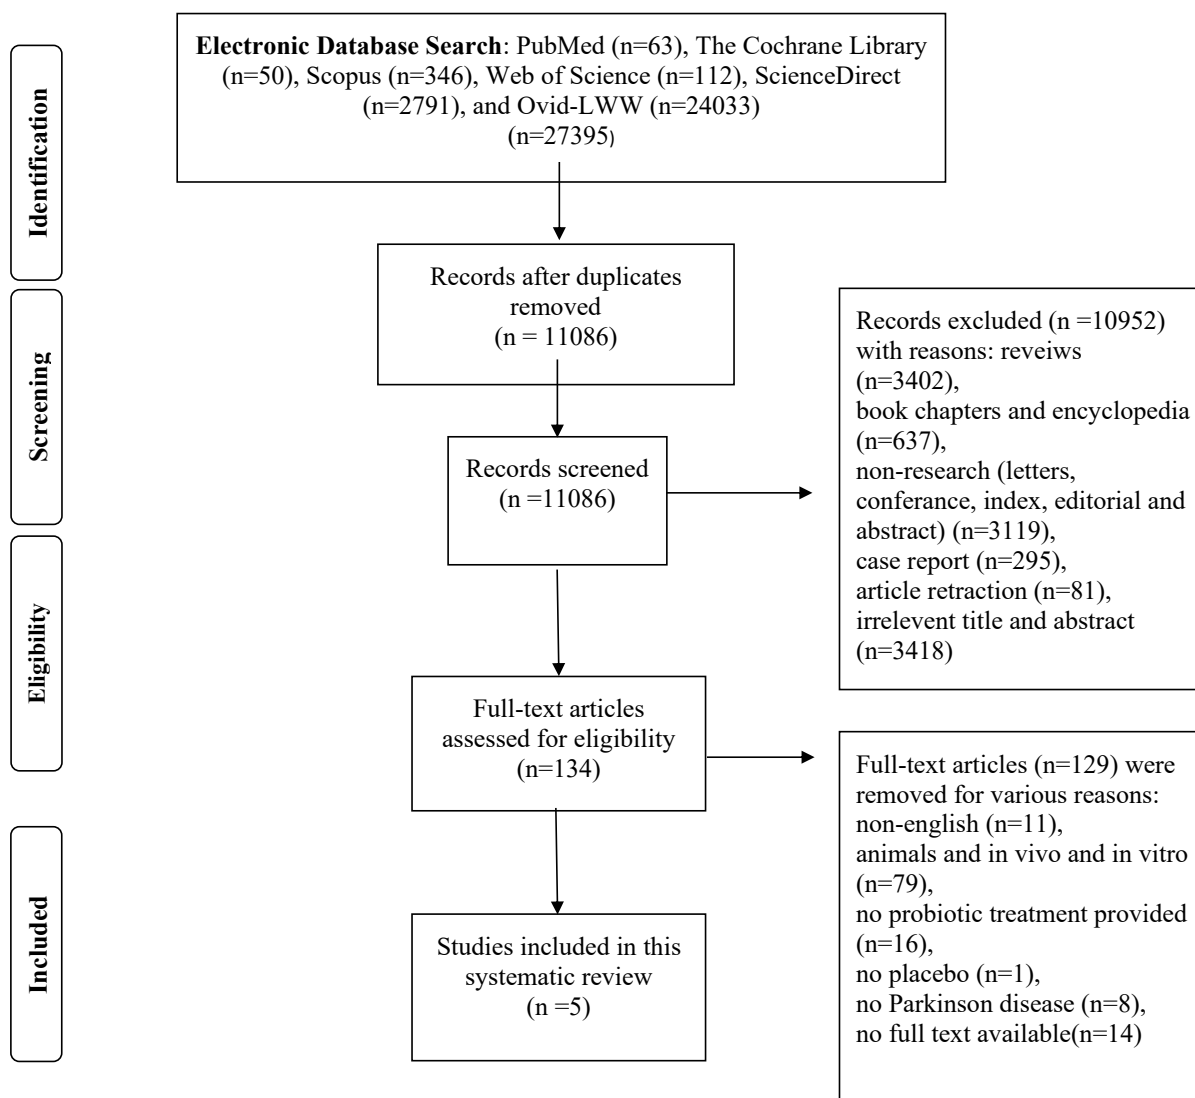 Electronic Database Search: PubMed (n=63), The Cochrane Library
(n=50), Scopus (n=346), Web of Science (n=112), ScienceDirect
(n=2791), and Ovid-LWW (n=24033)
(n=27395)
Identification
Records after duplicates
removed
(n = 11086)
Screening
Records screened
(n =11086)
Records excluded (n =10952)
with reasons: reveiws
(n=3402),
book chapters and encyclopedia
(n=637),
non-research (letters,
conferance, index, editorial and
abstract) (n=3119),
case report (n=295),
article retraction (n=81),
irrelevent title and abstract
(n=3418)
Eligibility
Full-text articles
assessed for eligibility
(n=134)
Full-text articles (n=129) were
removed for various reasons:
non-english (n=11),
animals and in vivo and in vitro
(n=79),
no probiotic treatment provided
(n=16),
no placebo (n=1),
no Parkinson disease (n=8),
no full text available(n=14)
Included
Studies included in this
systematic review
(n =5)